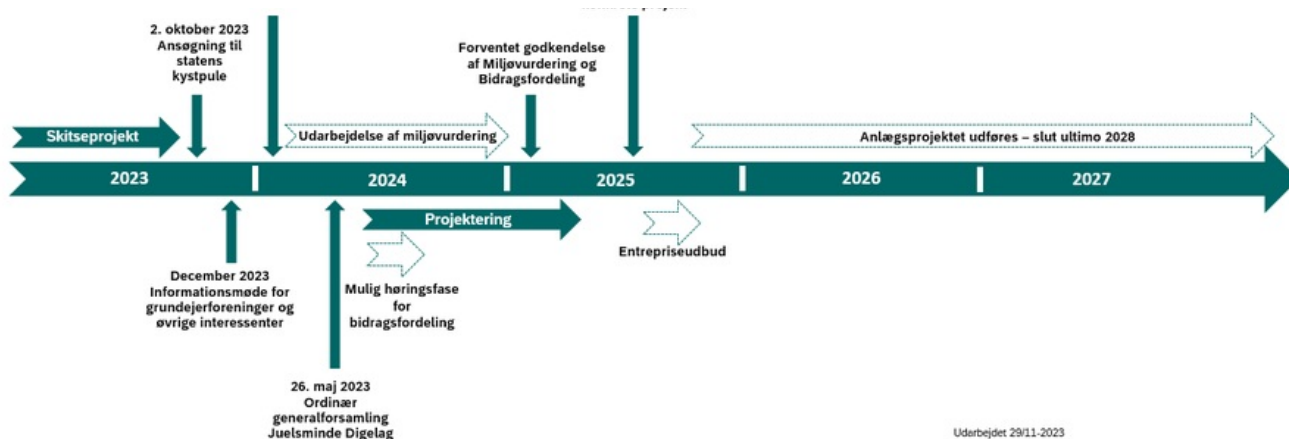 2. oktober 2023
Ansøgning til
statens
kystpule
Forventet godkendelse
af Miljøvurdering og
Bidragsfordeling
Skitseprojekt
Udarbejdelse af miljøvurdering
Anlægsprojektet udføres – slut ultimo 2028
2023
2024
2025
2026
2027
Projektering
Entrepriseudbud
December 2023
Informationsmøde for
grundejerforeninger og
øvrige interessenter
Mulig høringsfase
for
bidragsfordeling
26. maj 2023
Ordinær
generalforsamling
Juelsminde Digelag
Udarbejdet 29/11-2023